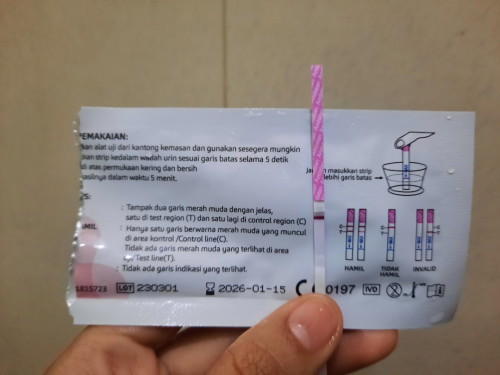 PEMAKAIAN:
kan alat uji dari kantong kemasan dan gunakan sesegera mungkin
kan strip kedalam wadah urin sesuai garis batas selama 5 detik
di atas permukaan kering dan bersih
hasilnya dalam waktu 5 menit.
masukkan strip
lebihi garis batas
S:
: Tampak dua garis merah muda dengan jelas,
satu di test region (T) dan satu lagi di control region (C)
AMIL : Hanya satu garis berwarna merah muda yang muncul
di area kontrol /Control line(C).
Tidak ada garis merah muda yang terlihat di area
/Test line(T).
: Tidak ada garis indikasi yang terlihat.
HAMIL TIDAK HAMIL INVALID
LOT 230301 2026-01-15 0197 IVD